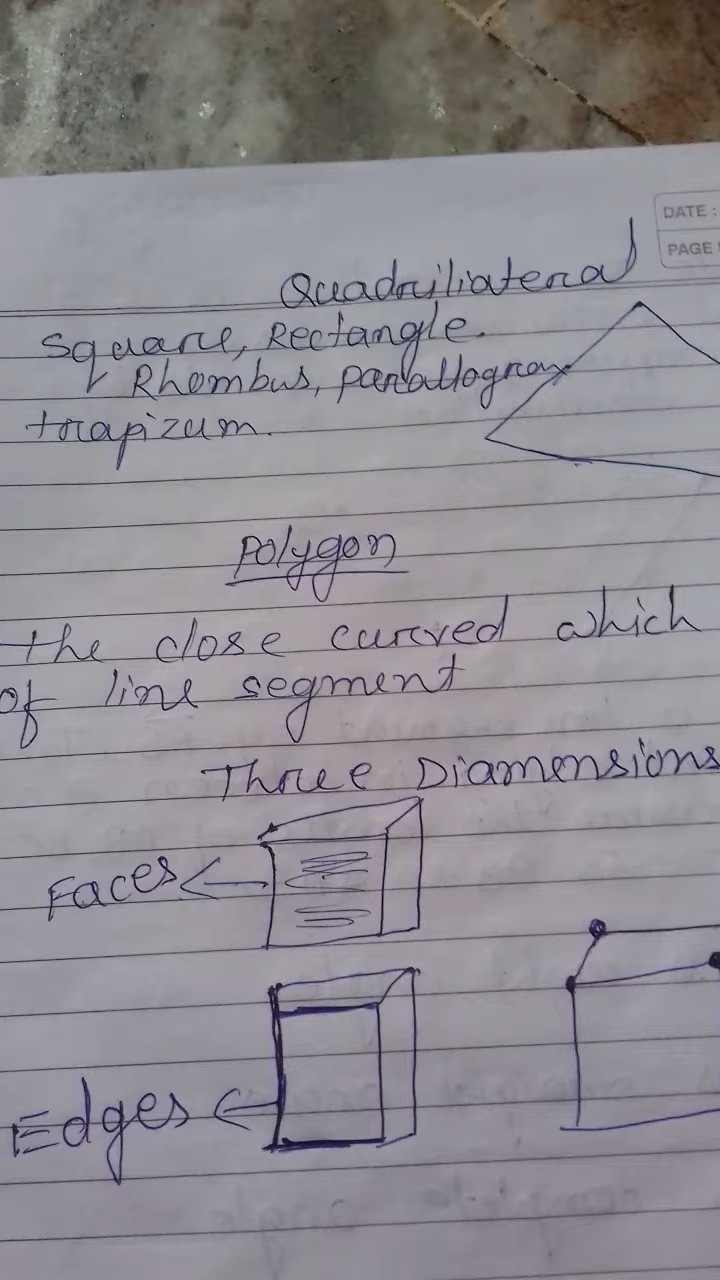 DATE :
PAGE
Quadriliateral
Square, Rectangle.
Rhombus, parallogram
trapizum.
Polygon
the close curved which
of line segment
Three Diamensions
Faces
Edges